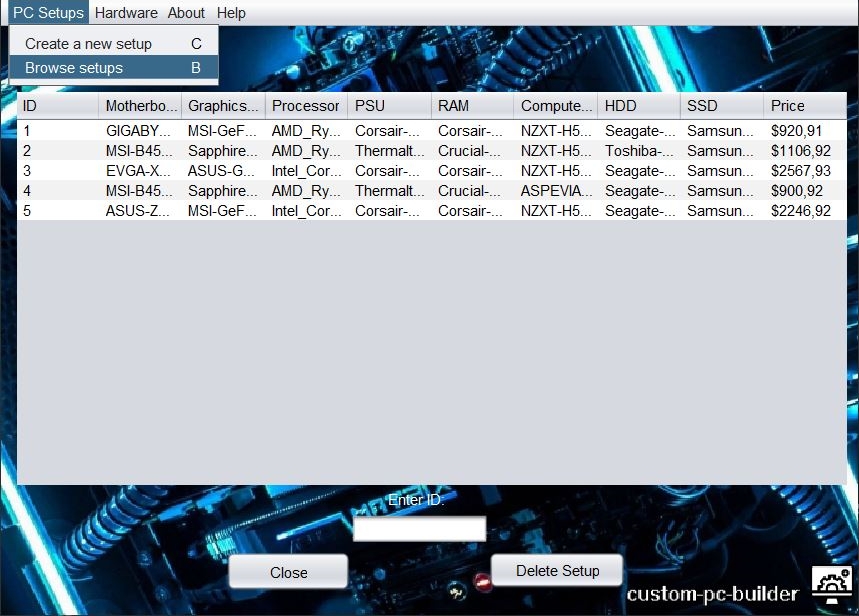 PC Setups Hardware About Help
Create a new setup C
Browse setups B
ID Motherbo... Graphics... Processor PSU RAM Compute... HDD SSD Price
1 GIGABY... MSI-GeF... AMD_Ry... Corsair-... Corsair-... NZXT-H5... Seagate-... Samsun... $920,91
2 MSI-B45... Sapphire... AMD_Ry... Thermalt... Crucial-... NZXT-H5... Toshiba-... Samsun... $1106,92
3 EVGA-X... ASUS-G... Intel_Cor... Corsair-... Corsair-... NZXT-H5... Seagate-... Samsun... $2567,93
4 MSI-B45... Sapphire... AMD_Ry... Thermalt... Crucial-... ASPEVIA... Seagate-... Samsun... $900,92
5 ASUS-Z... MSI-GeF... Intel_Cor... Corsair-... Corsair-... NZXT-H5... Seagate-... Samsun... $2246,92
Enter ID:
Close Delete Setup
custom-pc-builder